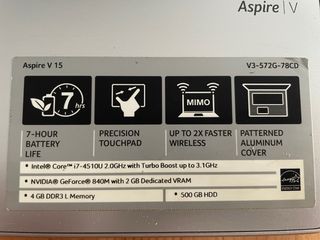 Aspire | V
Aspire V 15
V3-572G-78CD
7 hrs
MIMO
7-HOUR BATTERY LIFE
PRECISION TOUCHPAD
UP TO 2X FASTER WIRELESS
PATTERNED ALUMINUM COVER
* Intel® Core™ i7-4510U 2.0GHz with Turbo Boost up to 3.1GHz
* NVIDIA® GeForce® 840M with 2 GB Dedicated VRAM
* 4 GB DDR3 L Memory
* 500 GB HDD
ENERGY STAR